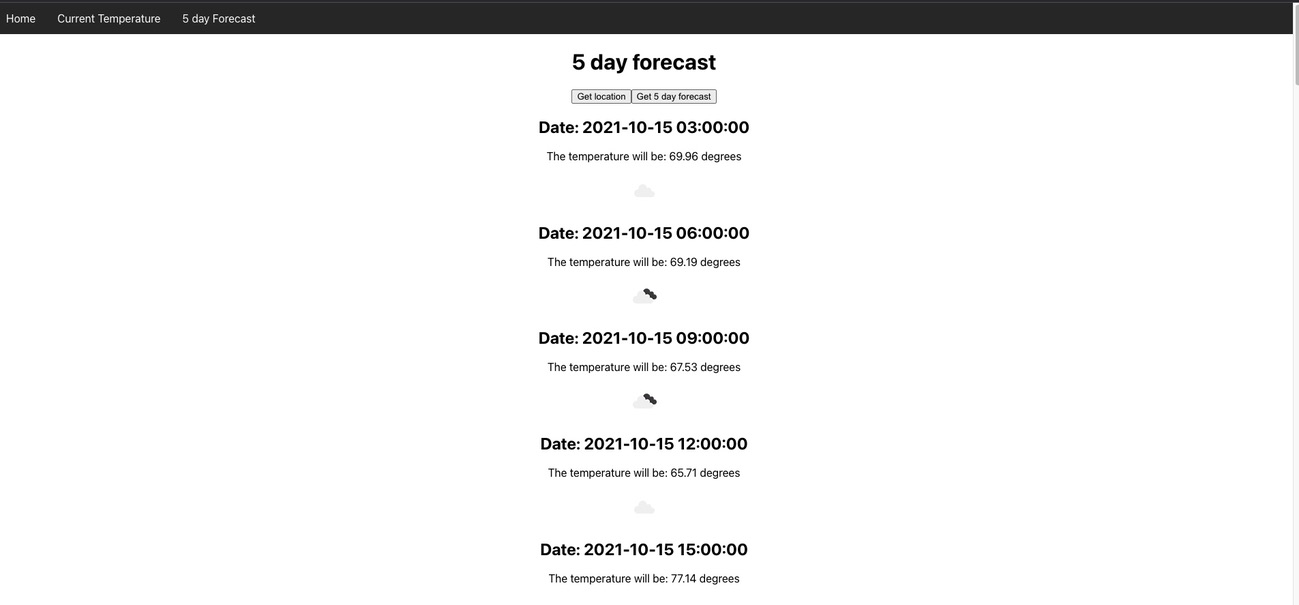 Home Current Temperature 5 day Forecast
5 day forecast
Get location Get 5 day forecast
Date: 2021-10-15 03:00:00
The temperature will be: 69.96 degrees
Date: 2021-10-15 06:00:00
The temperature will be: 69.19 degrees
Date: 2021-10-15 09:00:00
The temperature will be: 67.53 degrees
Date: 2021-10-15 12:00:00
The temperature will be: 65.71 degrees
Date: 2021-10-15 15:00:00
The temperature will be: 77.14 degrees